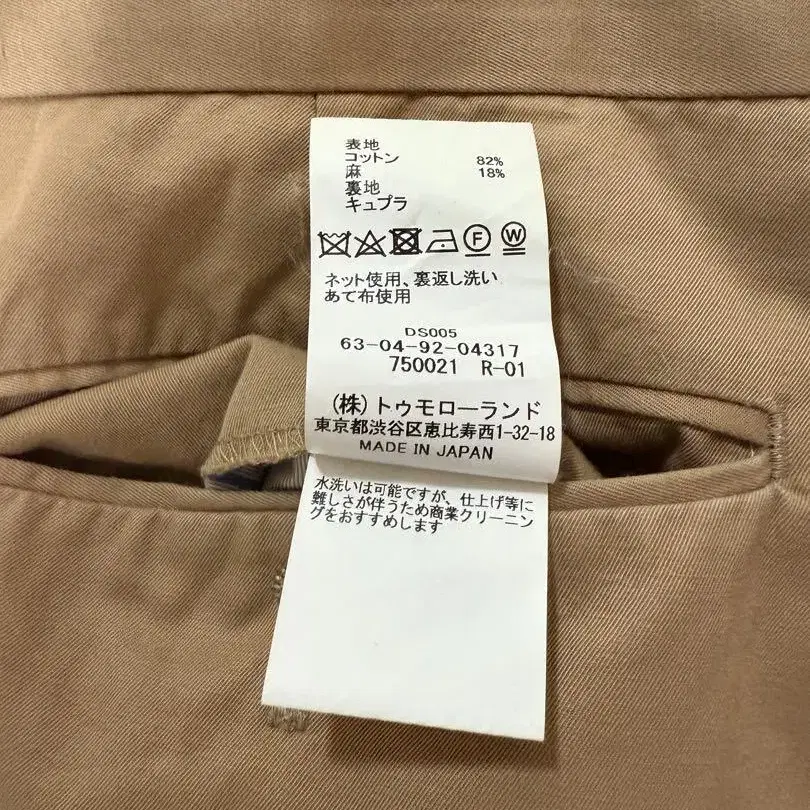 表地
コットン 82%
麻 18%
裏地
キュプラ
F W
ネット使用、裏返し洗い
あて布使用
DS005
63-04-92-04317
750021 R-01
(株)トゥモローランド
東京都渋谷区恵比寿西1-32-18
MADE IN JAPAN
水洗いは可能ですが、仕上げ等に
難しさが伴うため商業クリーニン
グをおすすめします